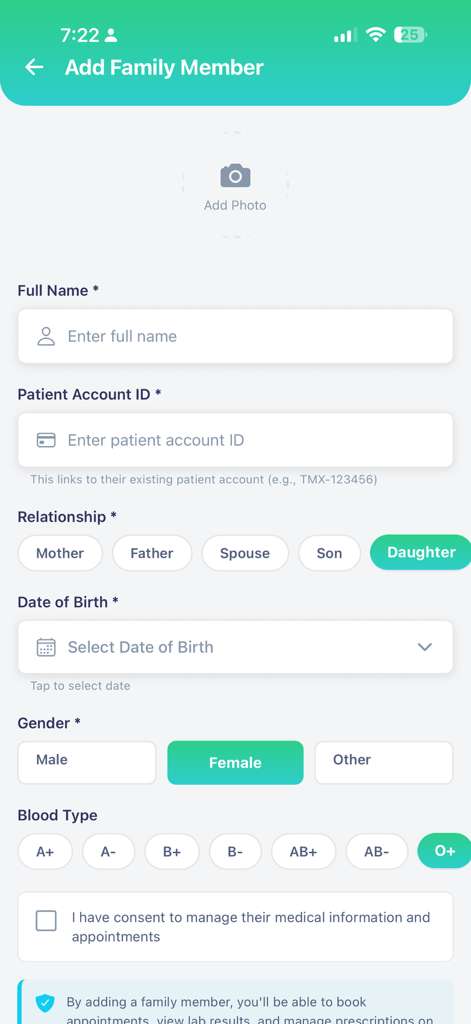 7:22
25
Add Family Member
Add Photo
Full Name *
Enter full name
Patient Account ID *
Enter patient account ID
This links to their existing patient account (e.g., TMX-123456)
Relationship *
Mother Father Spouse Son Daughter
Date of Birth *
Select Date of Birth
Tap to select date
Gender *
Male Female Other
Blood Type
A+ A- B+ B- AB+ AB- O+
I have consent to manage their medical information and
appointments
By adding a family member, you'll be able to book
appointments, view lab results, and manage prescriptions on